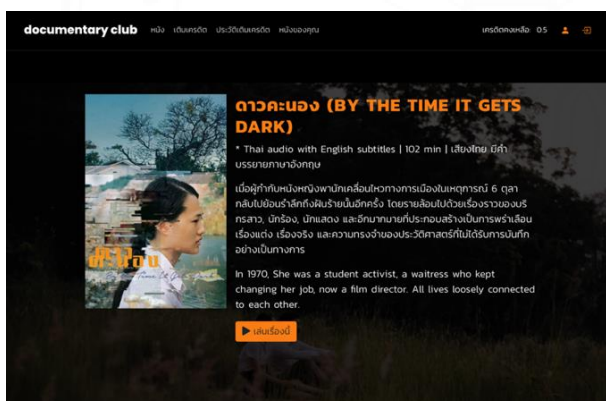 documentary club หนัง เติมเครดิต ประวัติเติมเครดิต หนังของคุณ เครดิตคงเหลือ 0.5
ดาวคะนอง (BY THE TIME IT GETS
DARK)
* Thai audio with English subtitles | 102 min | เสียงไทย มีคำ
บรรยายภาษาอังกฤษ
เมื่อผู้กำกับหนังหญิงพานักเคลื่อนไหวทางการเมืองในเหตุการณ์ 6 ตุลา
กลับไปย้อนรำลึกถึงฝันร้ายนั้นอีกครั้ง โดยรายล้อมไปด้วยเรื่องราวของบริ
กรสาว, นักร้อง, นักแสดง และอีกมากมายที่ประกอบสร้างเป็นการพร่าเลือน
เรื่องแต่ง เรื่องจริง และความทรงจำของประวัติศาสตร์ที่ไม่ได้รับการบันทึก
อย่างเป็นทางการ
In 1970, She was a student activist, a waitress who kept
changing her job, now a film director. All lives loosely connected
to each other.
เล่นเรื่องนี้